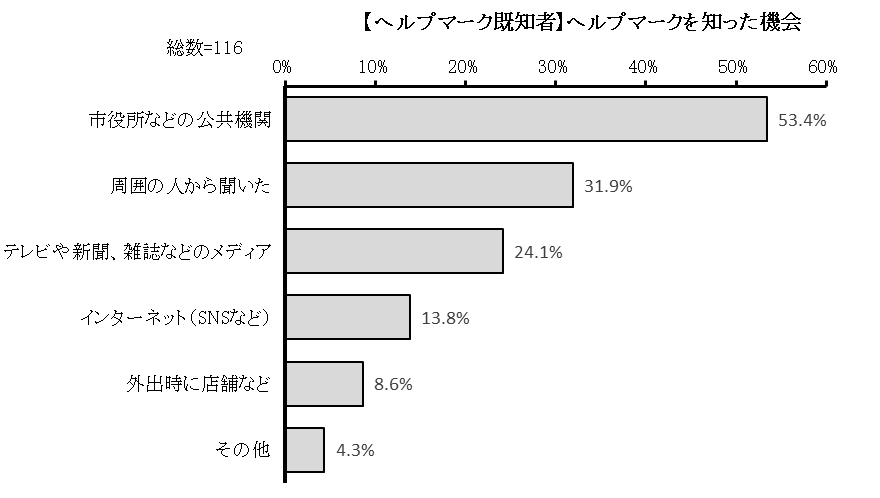 【ヘルプマーク既知者】ヘルプマークを知った機会
総数=116
0% 10% 20% 30% 40% 50% 60%
市役所などの公共機関 53.4%
周囲の人から聞いた 31.9%
テレビや新聞、雑誌などのメディア 24.1%
インターネット（SNSなど） 13.8%
外出時に店舗など 8.6%
その他 4.3%